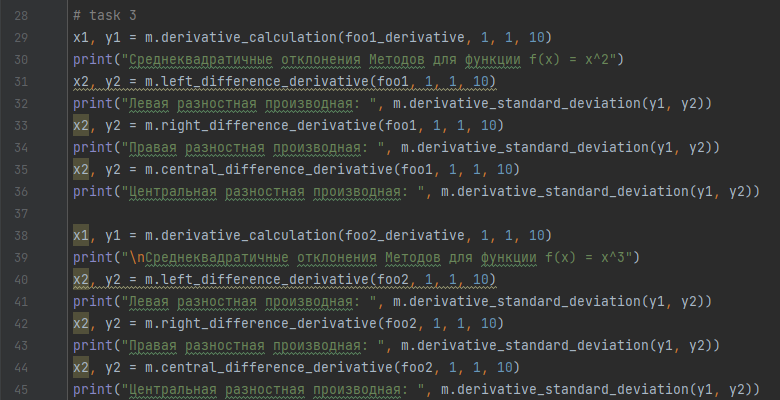 28 # task 3
29 x1, y1 = m.derivative_calculation(foo1_derivative, 1, 1, 10)
30 print("Среднеквадратичные отклонения Методов для функции f(x) = x^2")
31 x2, y2 = m.left_difference_derivative(foo1, 1, 1, 10)
32 print("Левая разностная производная: ", m.derivative_standard_deviation(y1, y2))
33 x2, y2 = m.right_difference_derivative(foo1, 1, 1, 10)
34 print("Правая разностная производная: ", m.derivative_standard_deviation(y1, y2))
35 x2, y2 = m.central_difference_derivative(foo1, 1, 1, 10)
36 print("Центральная разностная производная: ", m.derivative_standard_deviation(y1, y2))
37
38 x1, y1 = m.derivative_calculation(foo2_derivative, 1, 1, 10)
39 print("\nСреднеквадратичные отклонения Методов для функции f(x) = x^3")
40 x2, y2 = m.left_difference_derivative(foo2, 1, 1, 10)
41 print("Левая разностная производная: ", m.derivative_standard_deviation(y1, y2))
42 x2, y2 = m.right_difference_derivative(foo2, 1, 1, 10)
43 print("Правая разностная производная: ", m.derivative_standard_deviation(y1, y2))
44 x2, y2 = m.central_difference_derivative(foo2, 1, 1, 10)
45 print("Центральная разностная производная: ", m.derivative_standard_deviation(y1, y2))